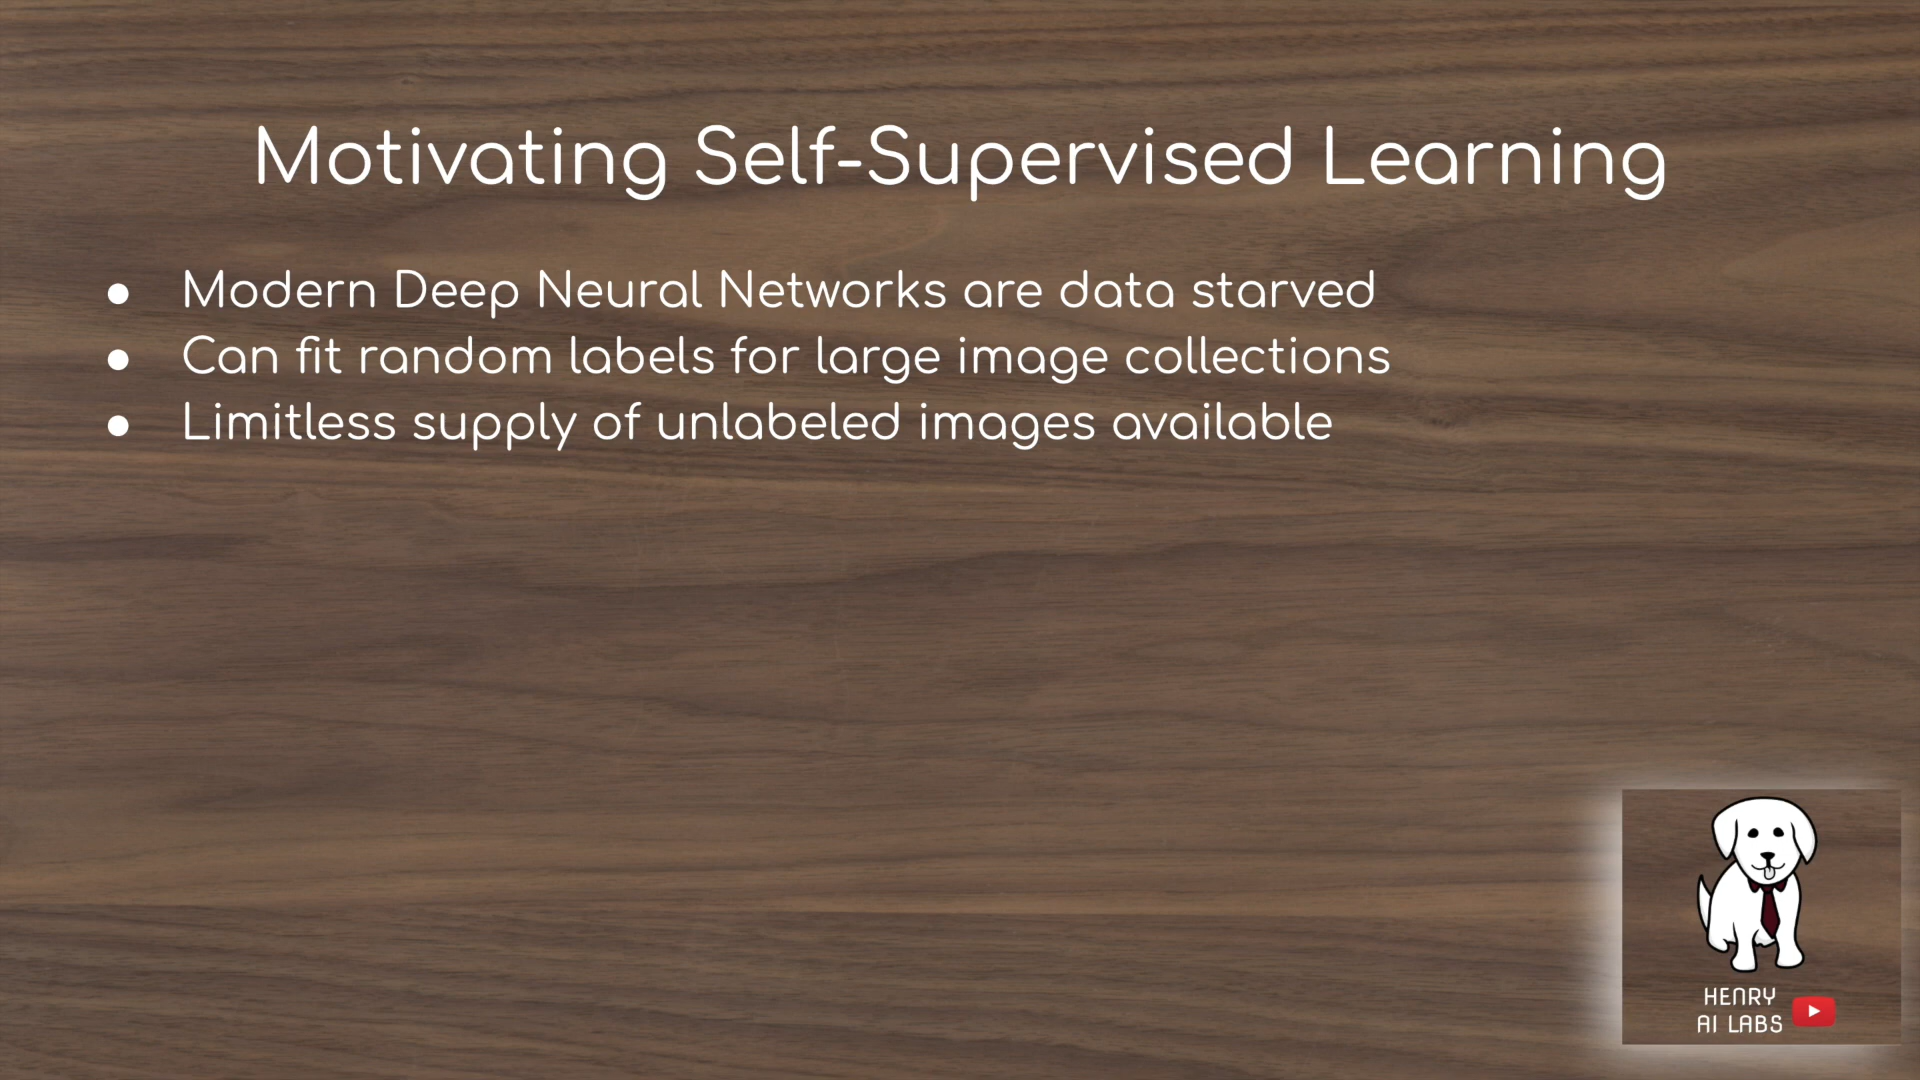 Motivating Self-Supervised Learning
● Modern Deep Neural Networks are data starved
● Can fit random labels for large image collections
● Limitless supply of unlabeled images available
HENRY
AI LABS